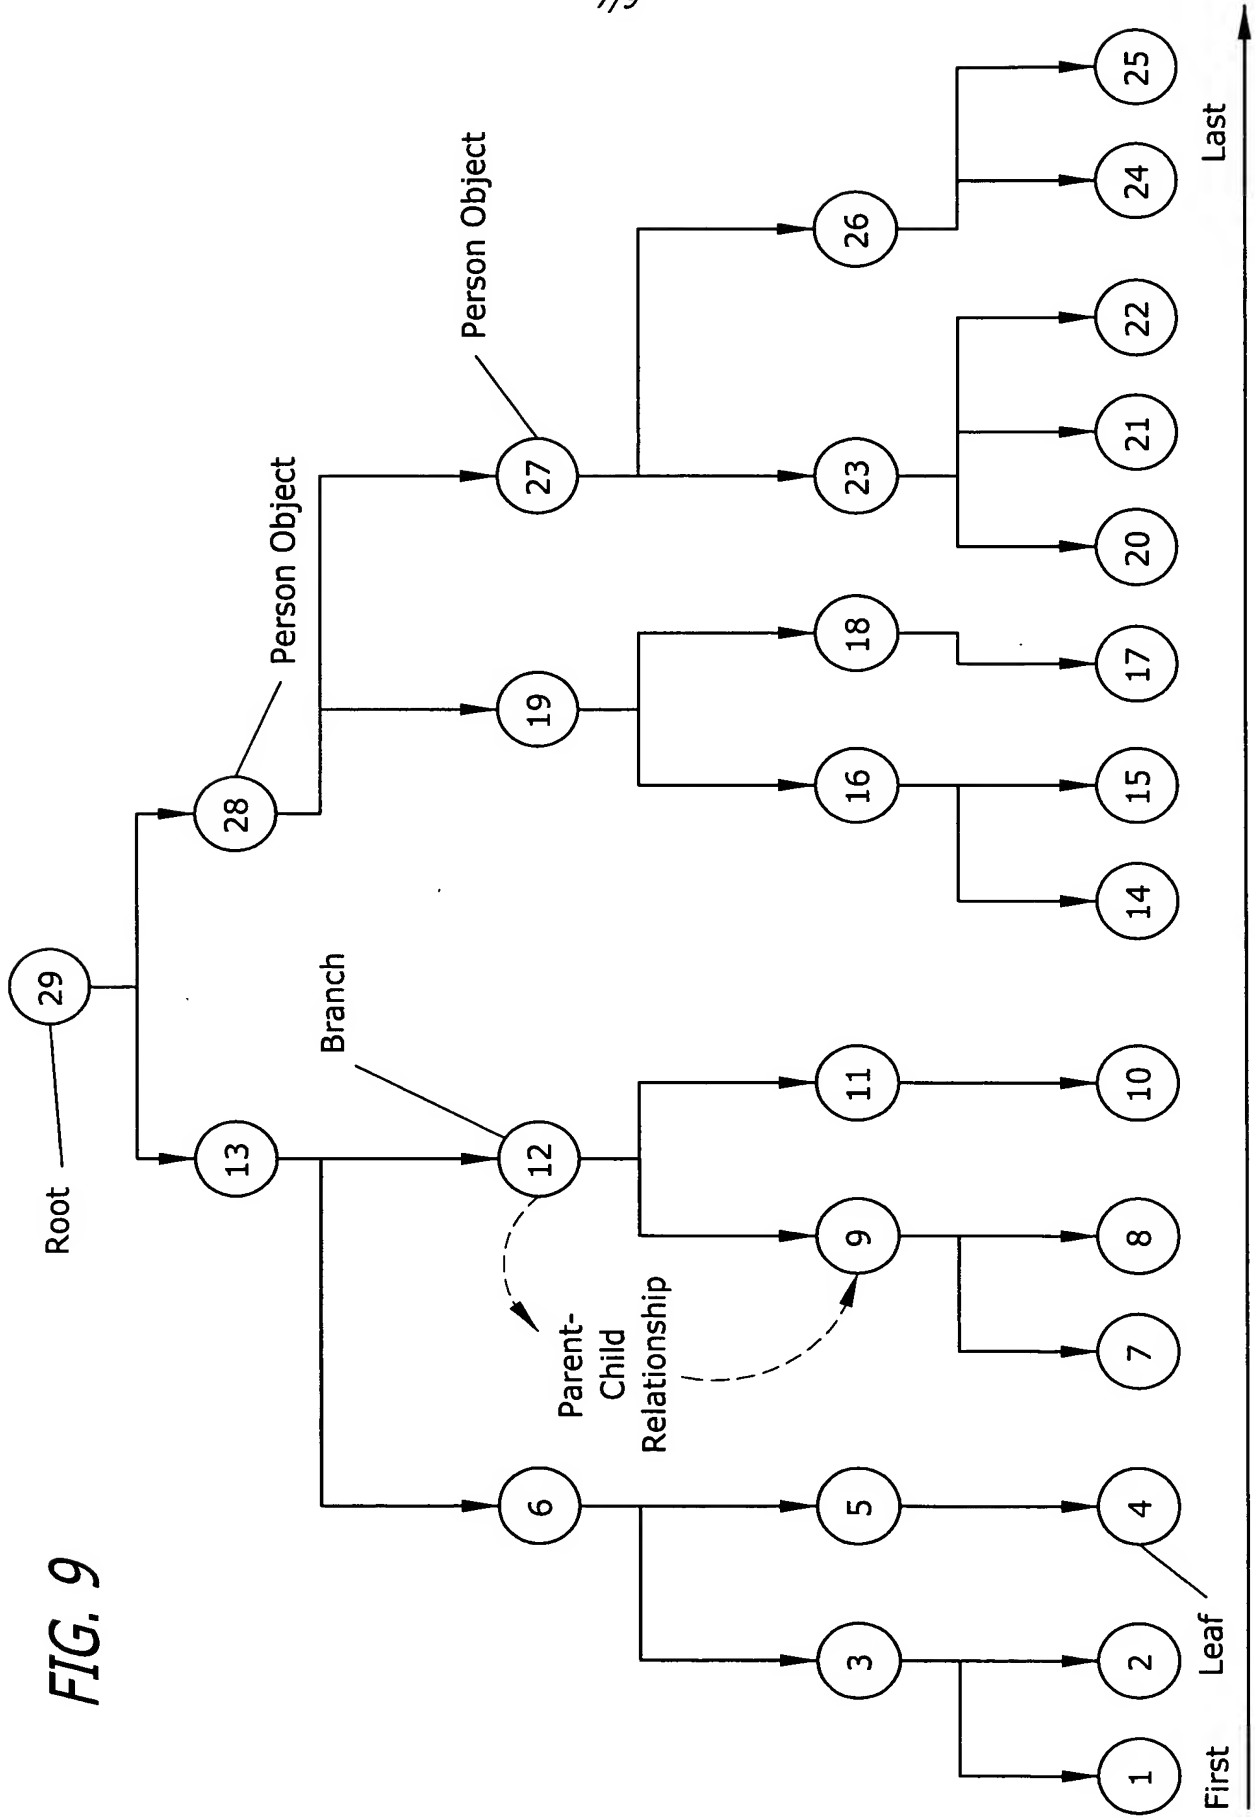 FIG. 9
Root
29
13 28
Person Object
Branch
Person Object
6 12 19 27
Parent-
Child
Relationship
3 5 9 11 16 18 23 26
1 2 4 7 8 10 14 15 17 20 21 22 24 25
First Leaf Last